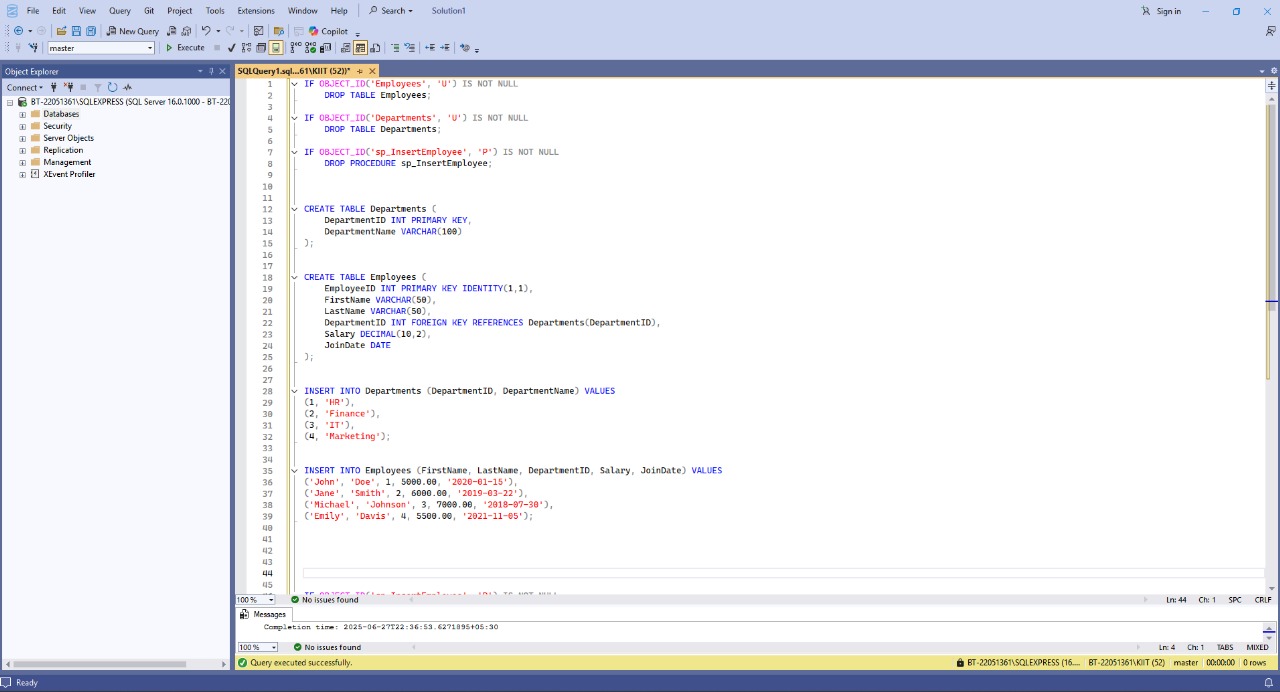 File Edit View Query Git Project Tools Extensions Window Help Search Solution1 Sign in
New Query Copilot
master Execute
Object Explorer
SQLQuery1.sql...61\KIIT (52))*
Connect
BT-22051361\SQLEXPRESS (SQL Server 16.0.1000 - BT-220
Databases
Security
Server Objects
Replication
Management
XEvent Profiler
1 IF OBJECT_ID('Employees', 'U') IS NOT NULL
2 DROP TABLE Employees;
3
4 IF OBJECT_ID('Departments', 'U') IS NOT NULL
5 DROP TABLE Departments;
6
7 IF OBJECT_ID('sp_InsertEmployee', 'P') IS NOT NULL
8 DROP PROCEDURE sp_InsertEmployee;
9
10
11
12 CREATE TABLE Departments (
13 DepartmentID INT PRIMARY KEY,
14 DepartmentName VARCHAR(100)
15 );
16
17
18 CREATE TABLE Employees (
19 EmployeeID INT PRIMARY KEY IDENTITY(1,1),
20 FirstName VARCHAR(50),
21 LastName VARCHAR(50),
22 DepartmentID INT FOREIGN KEY REFERENCES Departments(DepartmentID),
23 Salary DECIMAL(10,2),
24 JoinDate DATE
25 );
26
27
28 INSERT INTO Departments (DepartmentID, DepartmentName) VALUES
29 (1, 'HR'),
30 (2, 'Finance'),
31 (3, 'IT'),
32 (4, 'Marketing');
33
34
35 INSERT INTO Employees (FirstName, LastName, DepartmentID, Salary, JoinDate) VALUES
36 ('John', 'Doe', 1, 5000.00, '2020-01-15'),
37 ('Jane', 'Smith', 2, 6000.00, '2019-03-22'),
38 ('Michael', 'Johnson', 3, 7000.00, '2018-07-30'),
39 ('Emily', 'Davis', 4, 5500.00, '2021-11-05');
40
41
42
43
44
45
100 % No issues found Ln: 44 Ch: 1 SPC CRLF
Messages
Completion time: 2025-06-27T22:36:53.6271895+05:30
100 % No issues found Ln: 4 Ch: 1 TABS MIXED
Query executed successfully. BT-22051361\SQLEXPRESS (16.... BT-22051361\KIIT (52) master 00:00:00 0 rows
Ready